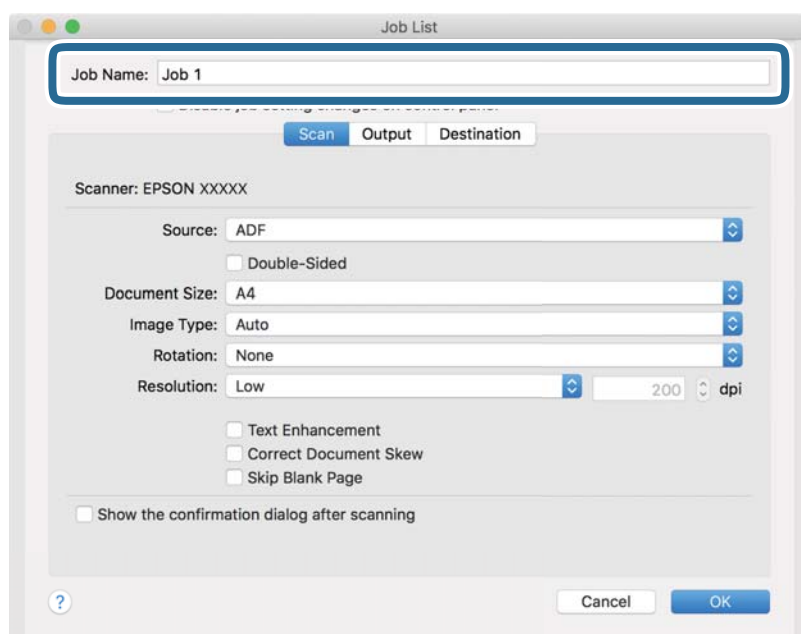 Job List
Job Name: Job 1
Scan Output Destination
Scanner: EPSON XXXXX
Source: ADF
Double-Sided
Document Size: A4
Image Type: Auto
Rotation: None
Resolution: Low 200 dpi
Text Enhancement
Correct Document Skew
Skip Blank Page
Show the confirmation dialog after scanning
? Cancel OK